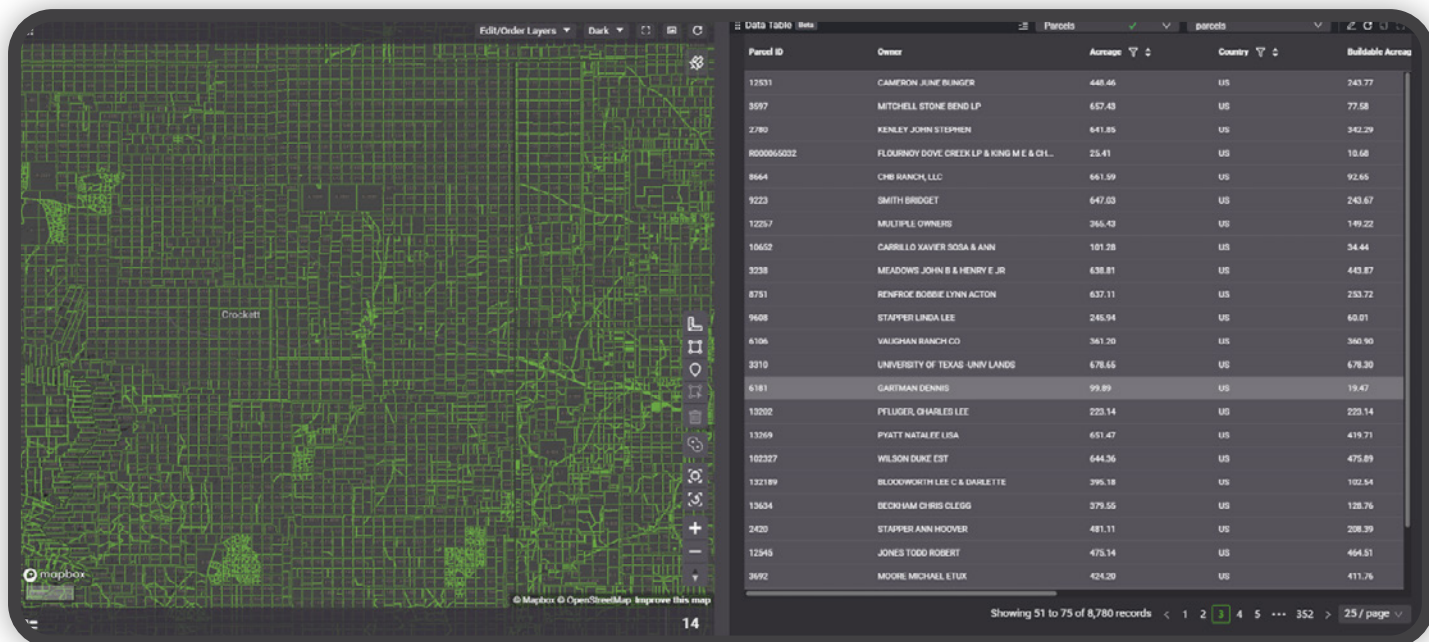 Edit/Order Layers Dark
Crockett
mapbox
© Mapbox © OpenStreetMap Improve this map
14
Data Table Beta Parcels parcels
Parcel ID Owner Acreage Country Buildable Acreag
12531 CAMERON JUNE BUNGER 448.46 US 243.77
3597 MITCHELL STONE BEND LP 657.43 US 77.58
2780 KENLEY JOHN STEPHEN 641.85 US 342.29
R000065032 FLOURNOY DOVE CREEK LP & KING M E & CH... 25.41 US 10.68
8664 CHB RANCH, LLC 661.59 US 92.65
9223 SMITH BRIDGET 647.03 US 243.67
12257 MULTIPLE OWNERS 365.43 US 149.22
10652 CARRILLO XAVIER SOSA & ANN 101.28 US 34.44
3238 MEADOWS JOHN B & HENRY E JR 638.81 US 443.87
8751 RENFROE BOBBIE LYNN ACTON 637.11 US 253.72
9608 STAPPER LINDA LEE 245.94 US 60.01
6106 VAUGHAN RANCH CO 361.20 US 360.90
3310 UNIVERSITY OF TEXAS -UNIV LANDS 678.65 US 678.30
6181 GARTMAN DENNIS 99.89 US 19.47
13202 PFLUGER, CHARLES LEE 223.14 US 223.14
13269 PYATT NATALEE LISA 651.47 US 419.71
102327 WILSON DUKE EST 644.36 US 475.89
132189 BLOODWORTH LEE C & DARLETTE 395.18 US 102.54
13634 BECKHAM CHRIS CLEGG 379.55 US 128.76
2420 STAPPER ANN HOOVER 481.11 US 208.39
12545 JONES TODD ROBERT 475.14 US 464.51
3692 MOORE MICHAEL ETUX 424.20 US 411.76
Showing 51 to 75 of 8,780 records < 1 2 3 4 5 ••• 352 > 25 / page